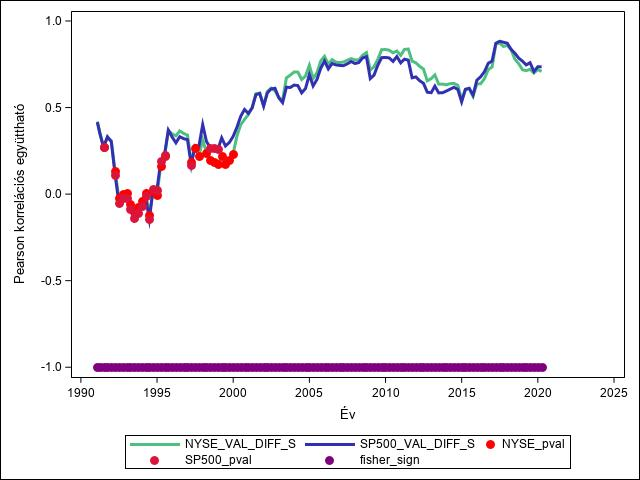 1.0
0.5
0.0
-0.5
-1.0
Pearson korrelációs együttható
1990 1995 2000 2005 2010 2015 2020 2025
Év
NYSE_VAL_DIFF_S SP500_VAL_DIFF_S NYSE_pval
SP500_pval fisher_sign